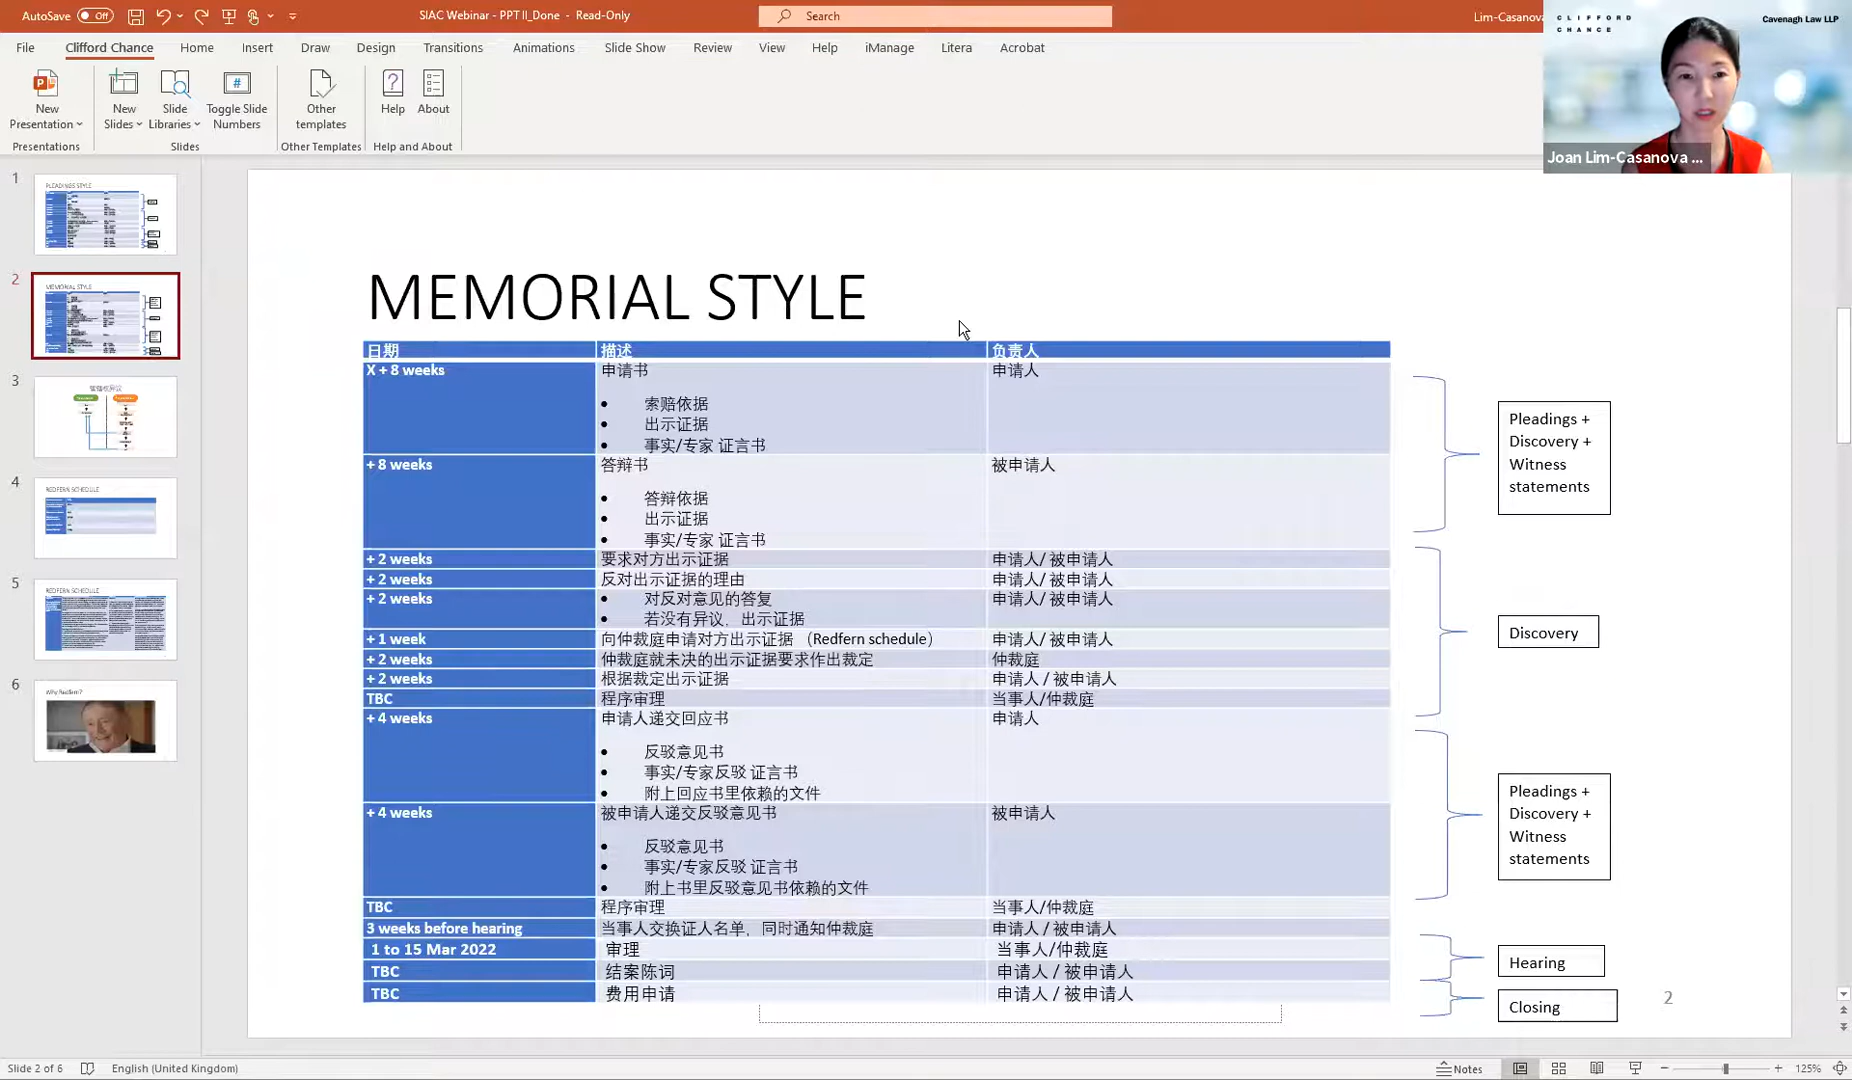 AutoSave Off
SIAC Webinar - PPT II_Done - Read-Only
Search
Lim-Casanova
CLIFFORD
CHANCE
Cavenagh Law LLP
File Clifford Chance Home Insert Draw Design Transitions Animations Slide Show Review View Help iManage Litera Acrobat
New Presentation
New Slides
Slide Libraries
Toggle Slide Numbers
Other templates
Help
About
Presentations
Slides
Other Templates
Help and About
Joan Lim-Casanova ...
1
PLEADINGS STYLE
2
MEMORIAL STYLE
3
管辖权异议
4
REDFERN SCHEDULE
5
REDFERN SCHEDULE
6
Why Redfern?
MEMORIAL STYLE
日期 描述 负责人
X + 8 weeks 申请书 申请人
• 索赔依据
• 出示证据
• 事实/专家 证言书
+ 8 weeks 答辩书 被申请人
• 答辩依据
• 出示证据
• 事实/专家 证言书
+ 2 weeks 要求对方出示证据 申请人/ 被申请人
+ 2 weeks 反对出示证据的理由 申请人/ 被申请人
+ 2 weeks • 对反对意见的答复 申请人/ 被申请人
• 若没有异议，出示证据
+ 1 week 向仲裁庭申请对方出示证据 （Redfern schedule） 申请人/ 被申请人
+ 2 weeks 仲裁庭就未决的出示证据要求作出裁定 仲裁庭
+ 2 weeks 根据裁定出示证据 申请人 / 被申请人
TBC 程序审理 当事人/仲裁庭
+ 4 weeks 申请人递交回应书 申请人
• 反驳意见书
• 事实/专家反驳 证言书
• 附上回应书里依赖的文件
+ 4 weeks 被申请人递交反驳意见书 被申请人
• 反驳意见书
• 事实/专家反驳 证言书
• 附上书里反驳意见书依赖的文件
TBC 程序审理 当事人/仲裁庭
3 weeks before hearing 当事人交换证人名单，同时通知仲裁庭 申请人 / 被申请人
1 to 15 Mar 2022 审理 当事人/仲裁庭
TBC 结案陈词 申请人 / 被申请人
TBC 费用申请 申请人 / 被申请人
Pleadings +
Discovery +
Witness
statements
Discovery
Pleadings +
Discovery +
Witness
statements
Hearing
Closing
2
Slide 2 of 6
English (United Kingdom)
Notes
125%